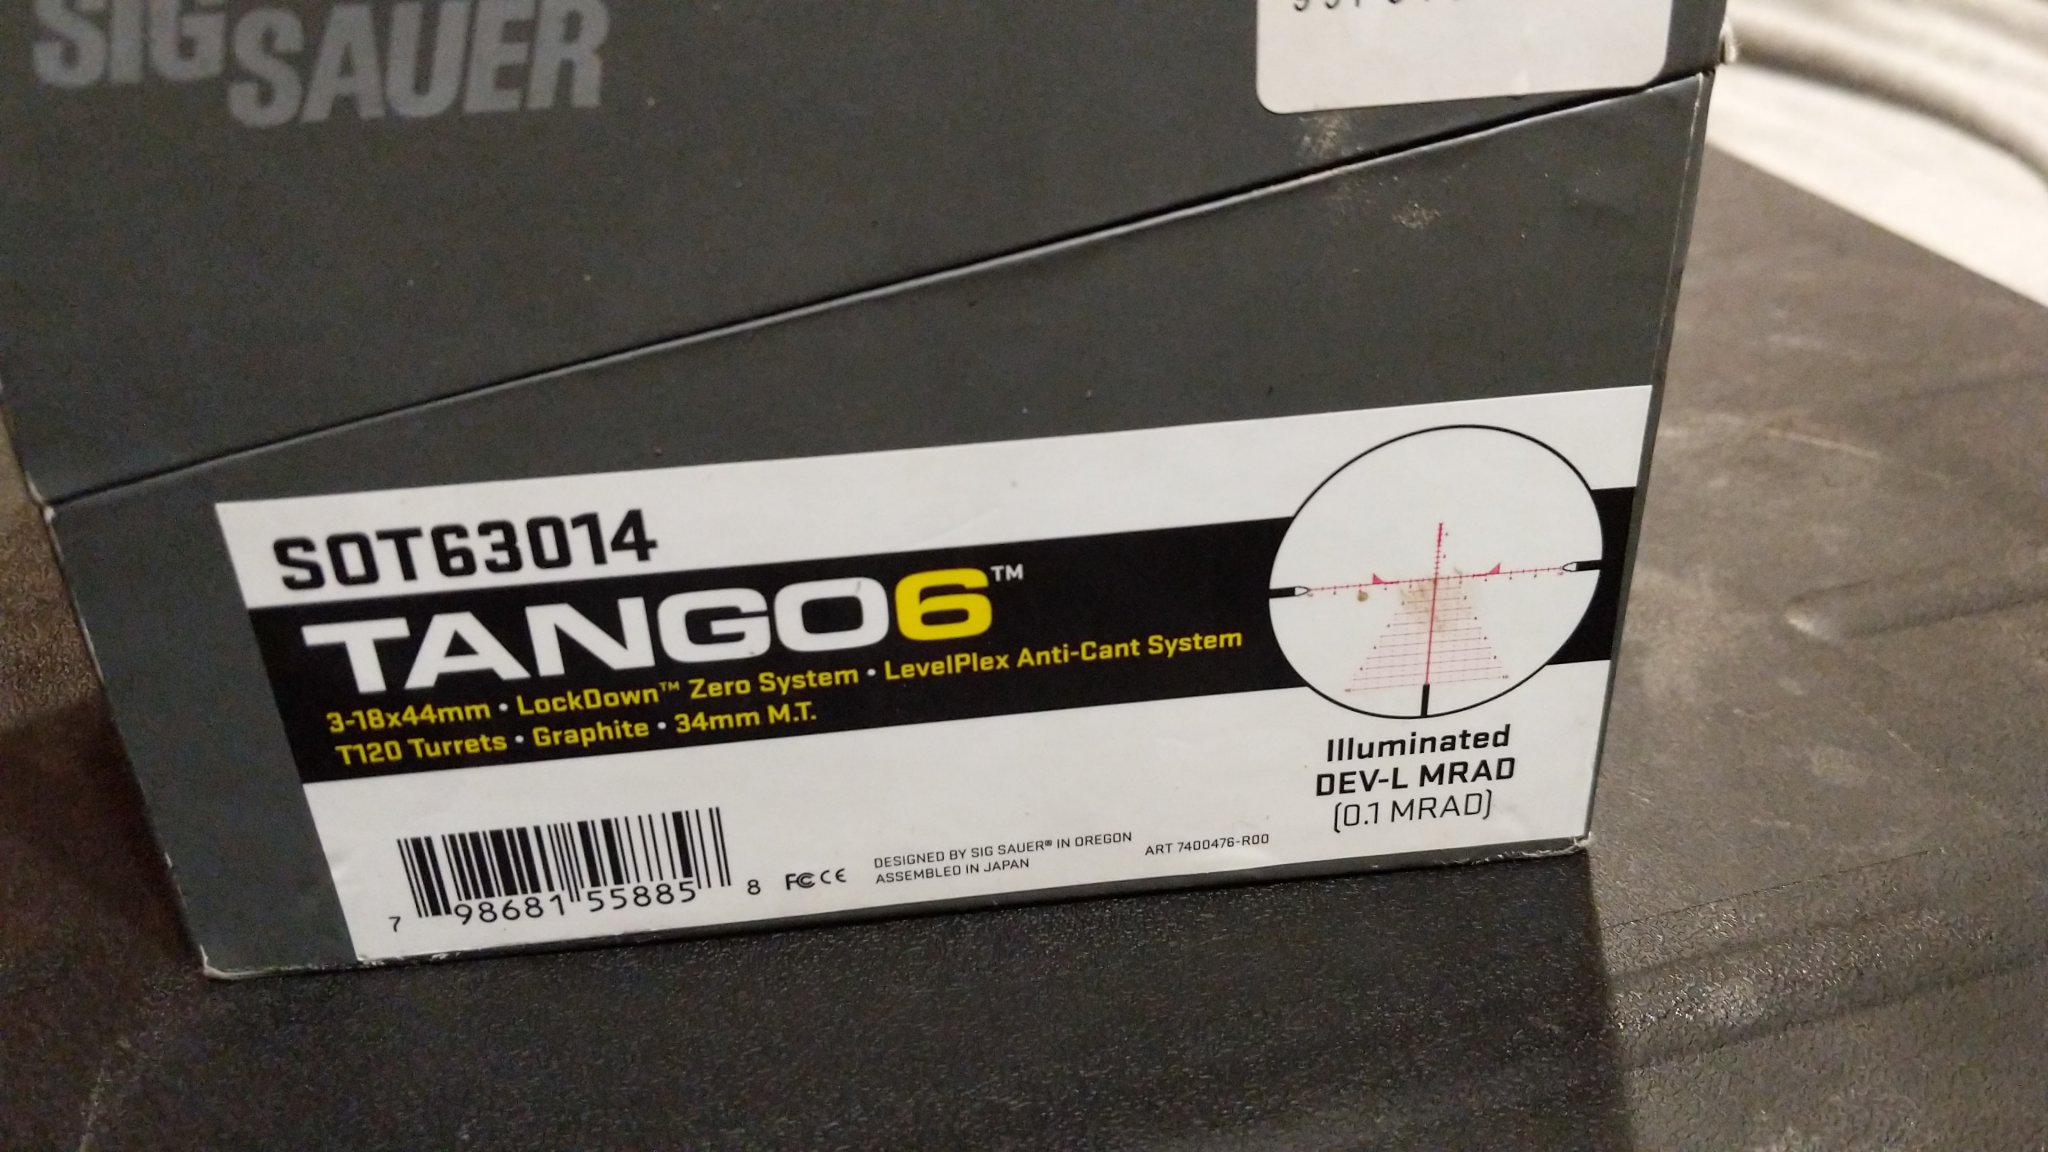 SIG SAUER
SOT63014
TANGO6™
3-18x44mm • LockDown™ Zero System • LevelPlex Anti-Cant System
T120 Turrets • Graphite • 34mm M.T.
Illuminated
DEV-L MRAD
(0.1 MRAD)
7 98681 55885 8
FC CE
DESIGNED BY SIG SAUER® IN OREGON
ASSEMBLED IN JAPAN
ART 7400476-R00